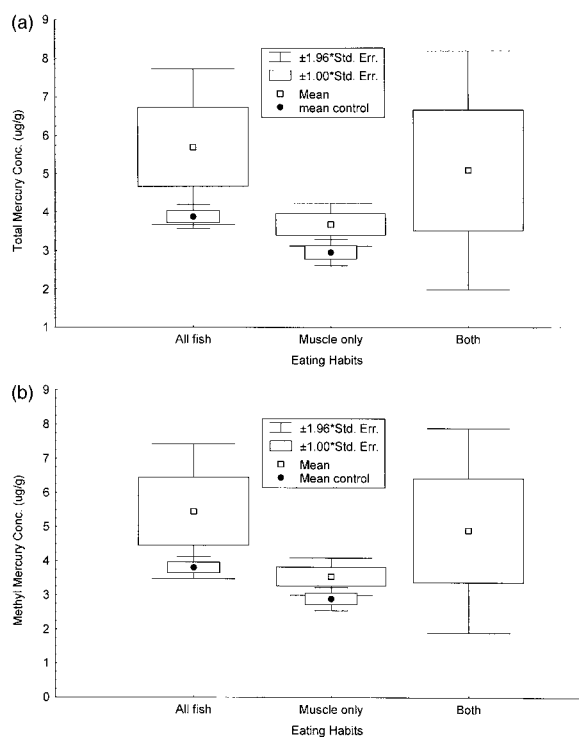 (a)
9
8
7
6
5
4
3
2
1
Total Mercury Conc. (ug/g)
±1.96*Std. Err.
±1.00*Std. Err.
Mean
mean control
All fish
Muscle only
Both
Eating Habits
(b)
9
8
7
6
5
4
3
2
1
0
Methyl Mercury Conc. (ug/g)
±1.96*Std. Err.
±1.00*Std. Err.
Mean
Mean control
All fish
Muscle only
Both
Eating Habits